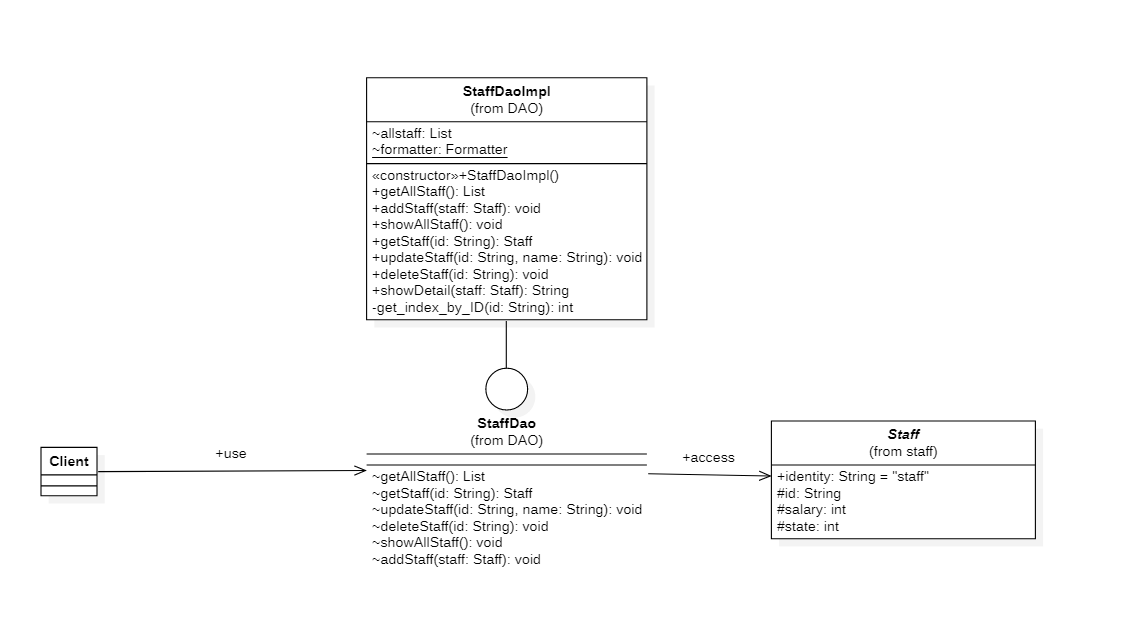 StaffDaoImpl
(from DAO)
~allstaff: List
~formatter: Formatter
«constructor»+StaffDaoImpl()
+getAllStaff(): List
+addStaff(staff: Staff): void
+showAllStaff(): void
+getStaff(id: String): Staff
+updateStaff(id: String, name: String): void
+deleteStaff(id: String): void
+showDetail(staff: Staff): String
-get_index_by_ID(id: String): int
StaffDao
(from DAO)
~getAllStaff(): List
~getStaff(id: String): Staff
~updateStaff(id: String, name: String): void
~deleteStaff(id: String): void
~showAllStaff(): void
~addStaff(staff: Staff): void
Client
+use
+access
Staff
(from staff)
+identity: String = "staff"
#id: String
#salary: int
#state: int